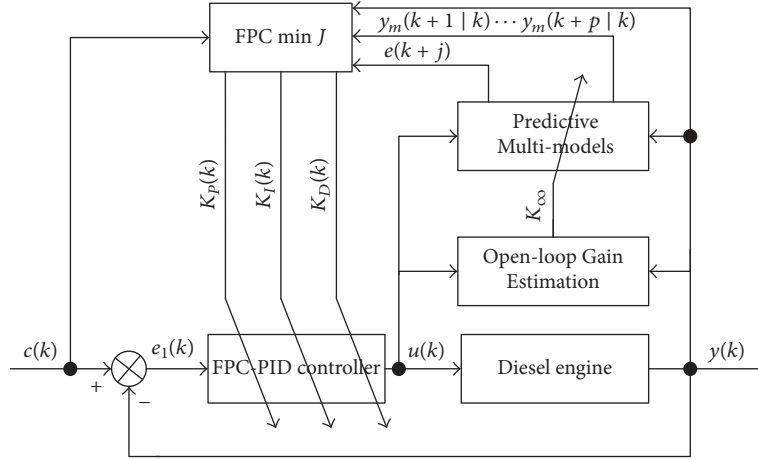 FPC min J
y_m(k + 1 | k) ⋯ y_m(k + p | k)
e(k + j)
Predictive
Multi-models
K_P(k)
K_I(k)
K_D(k)
K_∞
Open-loop Gain
Estimation
c(k)
+
−
e_1(k)
FPC-PID controller
u(k)
Diesel engine
y(k)